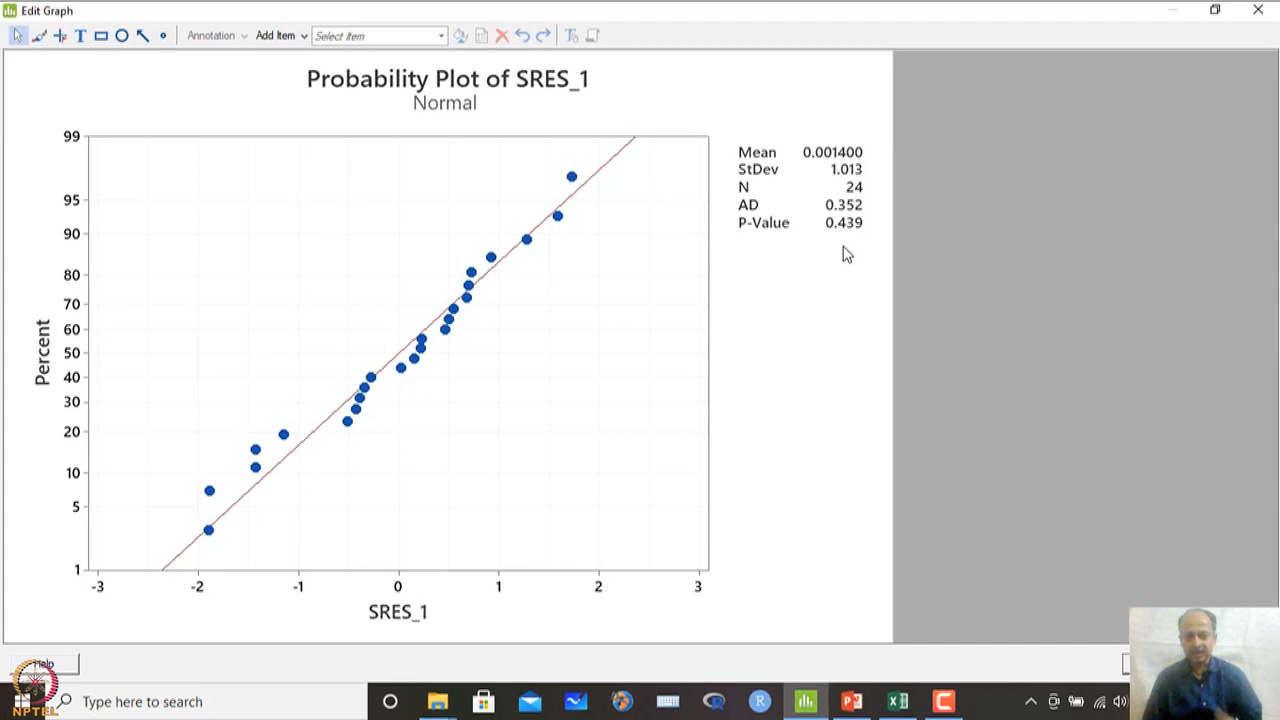 Edit Graph
Annotation Add Item Select Item
Probability Plot of SRES_1
Normal
99
95
90
80
70
60
50
40
30
20
10
5
1
Percent
-3 -2 -1 0 1 2 3
SRES_1
Mean 0.001400
StDev 1.013
N 24
AD 0.352
P-Value 0.439
Help
NPTEL
Type here to search